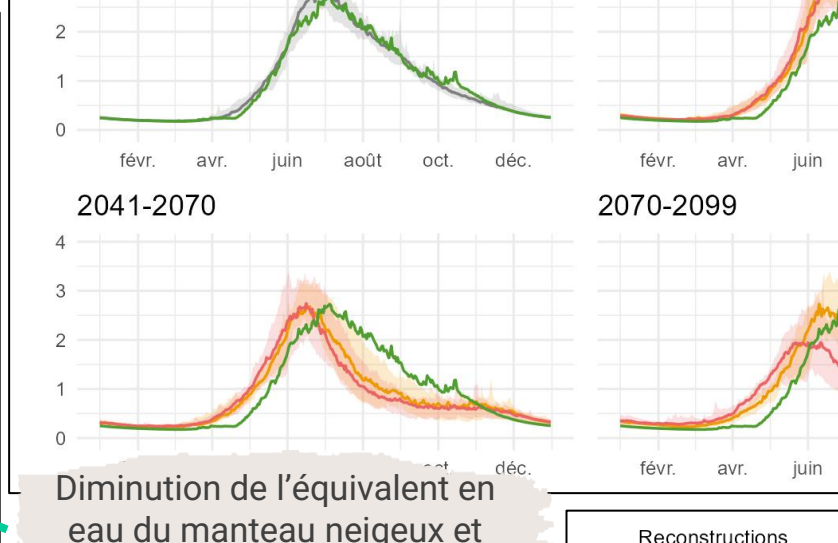 2
1
0
févr. avr. juin août oct. déc.
févr. avr. juin
2041-2070
2070-2099
4
3
2
1
0
déc.
févr. avr. juin
Diminution de l'équivalent en
eau du manteau neigeux et
Reconstructions